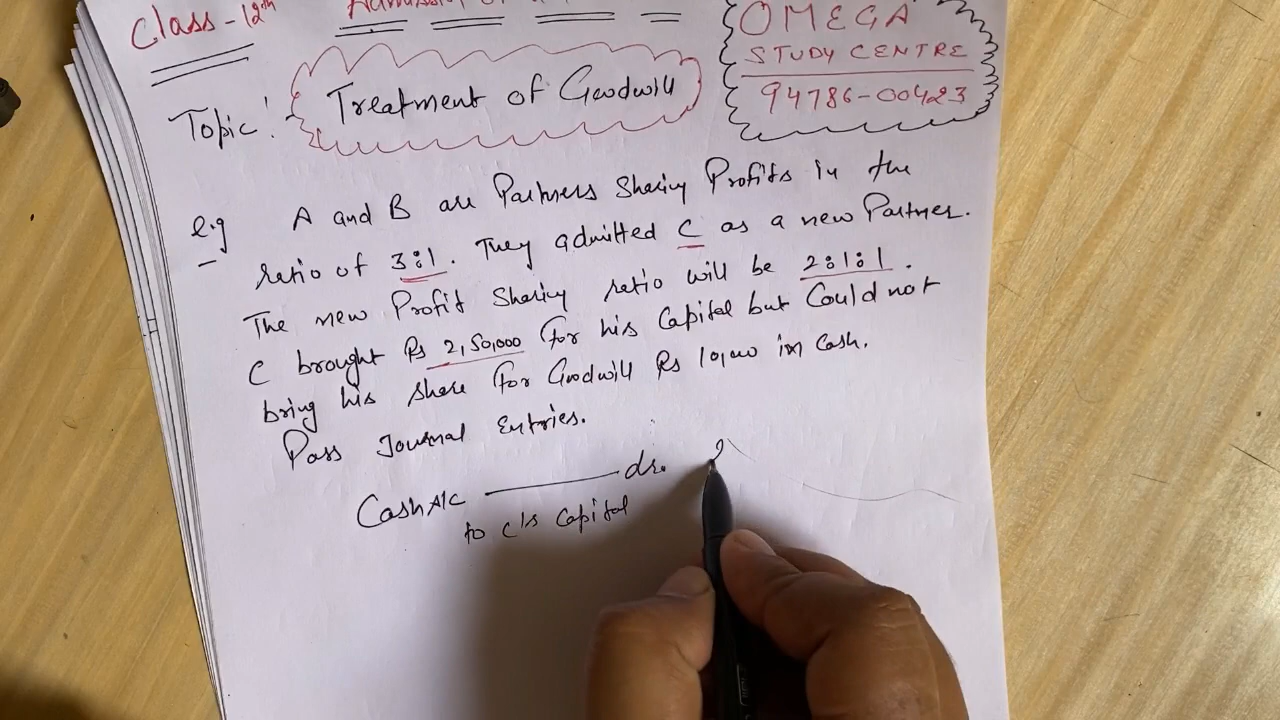 Class - 12th
OMEGA
STUDY CENTRE
94786-00423
Topic :- Treatment of Goodwill
e.g A and B are Partners Sharing Profits in the
ratio of 3:1. They admitted C as a new Partner.
The new Profit Sharing ratio will be 2:1:1.
C brought Rs 2,50,000 for his Capital but Could not
bring his share for Goodwill Rs 10,000 in Cash.
Pass Journal Entries.
Cash A/C dr. 2
to C's Capital